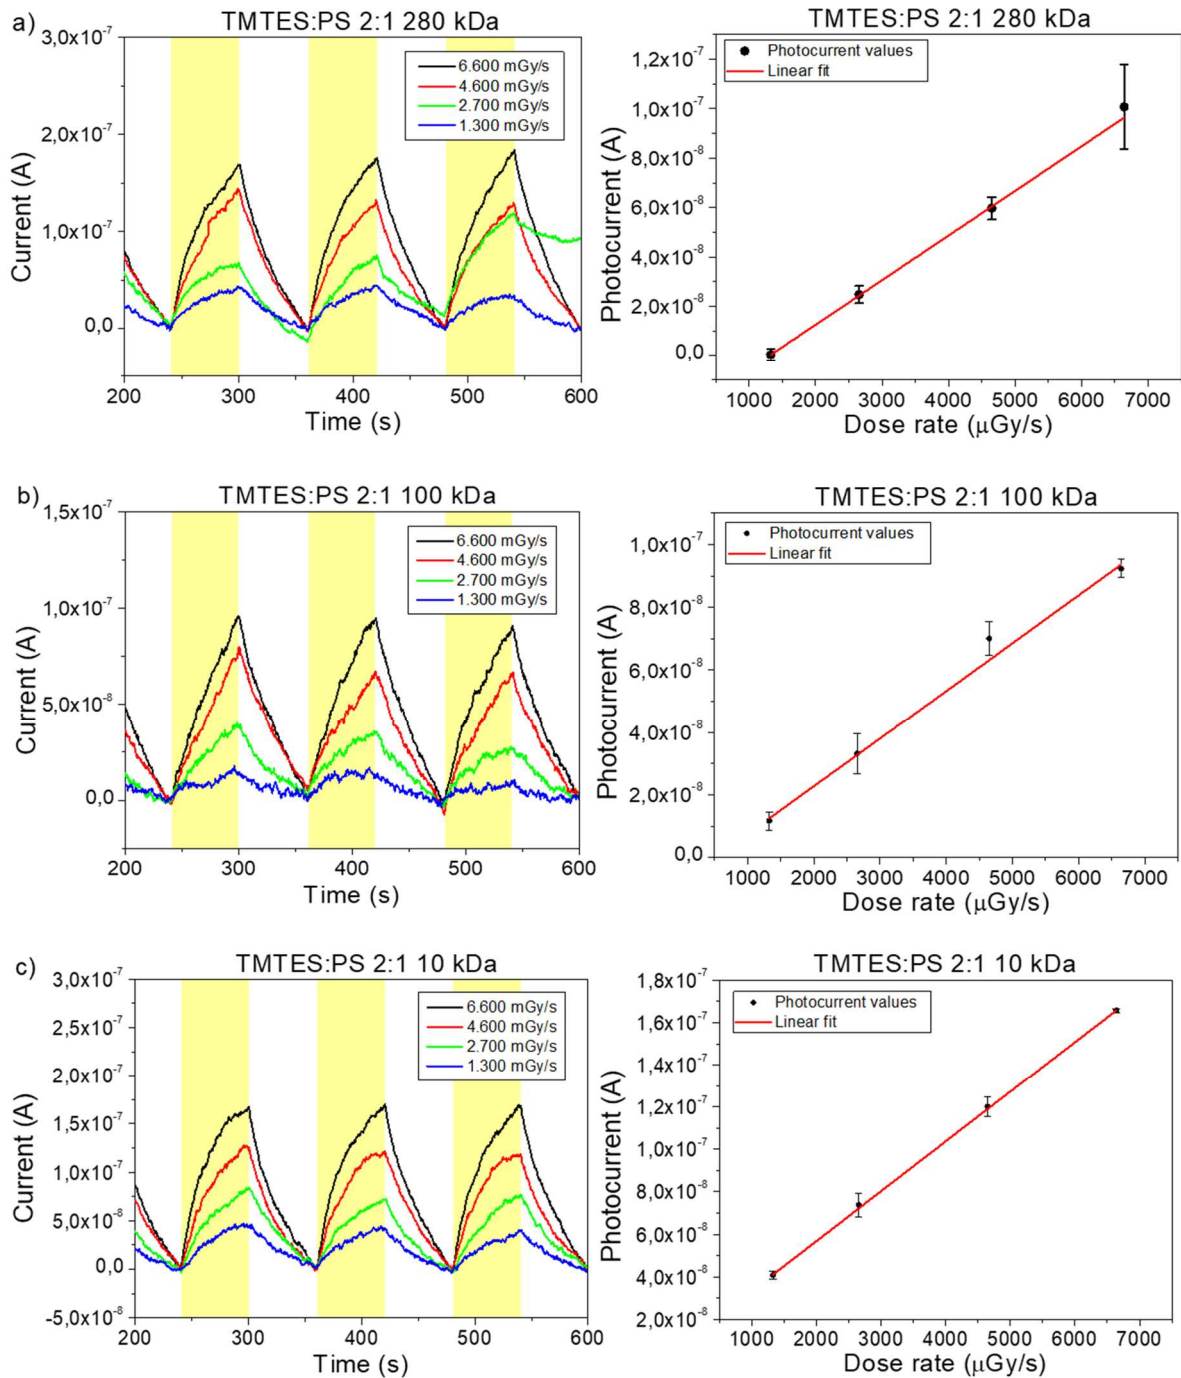 a)
TMTES:PS 2:1 280 kDa
3,0x10⁻⁷
2,0x10⁻⁷
1,0x10⁻⁷
0,0
Current (A)
6.600 mGy/s
4.600 mGy/s
2.700 mGy/s
1.300 mGy/s
200 300 400 500 600
Time (s)
TMTES:PS 2:1 280 kDa
1,2x10⁻⁷
1,0x10⁻⁷
8,0x10⁻⁸
6,0x10⁻⁸
4,0x10⁻⁸
2,0x10⁻⁸
0,0
Photocurrent (A)
Photocurrent values
Linear fit
1000 2000 3000 4000 5000 6000 7000
Dose rate (μGy/s)
b)
TMTES:PS 2:1 100 kDa
1,5x10⁻⁷
1,0x10⁻⁷
5,0x10⁻⁸
0,0
Current (A)
6.600 mGy/s
4.600 mGy/s
2.700 mGy/s
1.300 mGy/s
200 300 400 500 600
Time (s)
TMTES:PS 2:1 100 kDa
1,0x10⁻⁷
8,0x10⁻⁸
6,0x10⁻⁸
4,0x10⁻⁸
2,0x10⁻⁸
0,0
Photocurrent (A)
Photocurrent values
Linear fit
1000 2000 3000 4000 5000 6000 7000
Dose rate (μGy/s)
c)
TMTES:PS 2:1 10 kDa
3,0x10⁻⁷
2,5x10⁻⁷
2,0x10⁻⁷
1,5x10⁻⁷
1,0x10⁻⁷
5,0x10⁻⁸
0,0
-5,0x10⁻⁸
Current (A)
6.600 mGy/s
4.600 mGy/s
2.700 mGy/s
1.300 mGy/s
200 300 400 500 600
Time (s)
TMTES:PS 2:1 10 kDa
1,8x10⁻⁷
1,6x10⁻⁷
1,4x10⁻⁷
1,2x10⁻⁷
1,0x10⁻⁷
8,0x10⁻⁸
6,0x10⁻⁸
4,0x10⁻⁸
2,0x10⁻⁸
Photocurrent (A)
Photocurrent values
Linear fit
1000 2000 3000 4000 5000 6000 7000
Dose rate (μGy/s)